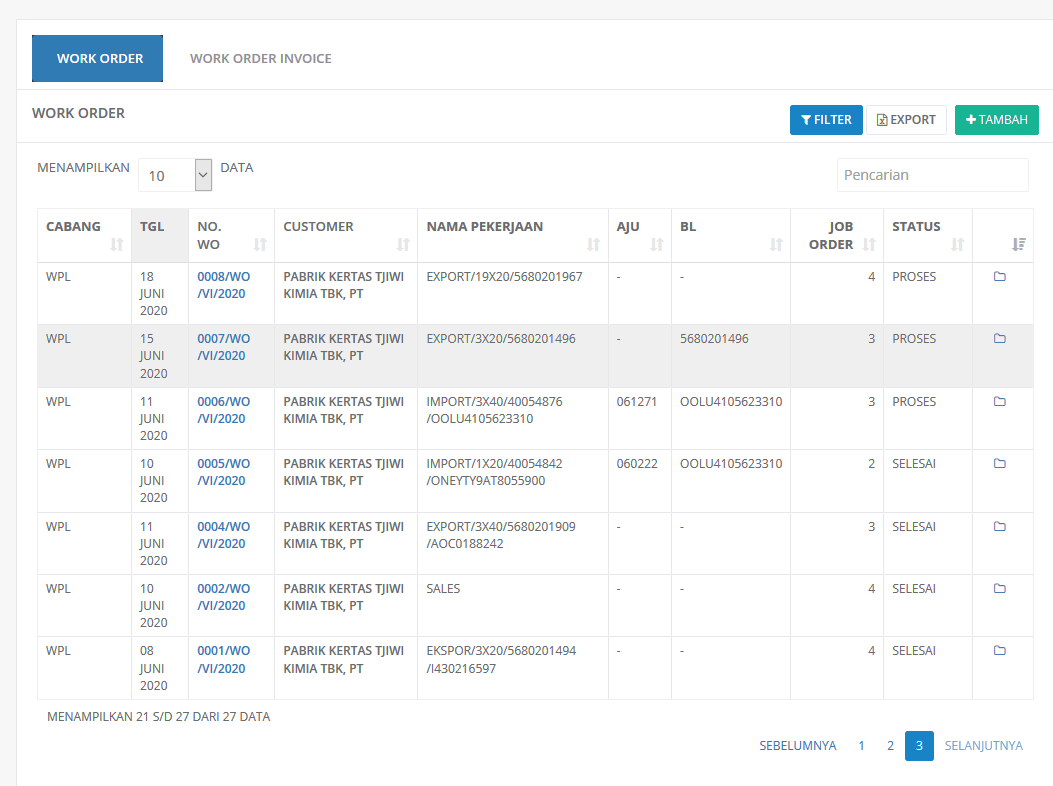 WORK ORDER WORK ORDER INVOICE
WORK ORDER
FILTER EXPORT TAMBAH
MENAMPILKAN 10 DATA
Pencarian
CABANG TGL NO. CUSTOMER NAMA PEKERJAAN AJU BL JOB STATUS
WO ORDER
WPL 18 0008/WO PABRIK KERTAS TJIWI EXPORT/19X20/5680201967 - - 4 PROSES
JUNI /VI/2020 KIMIA TBK, PT
2020
WPL 15 0007/WO PABRIK KERTAS TJIWI EXPORT/3X20/5680201496 - 5680201496 3 PROSES
JUNI /VI/2020 KIMIA TBK, PT
2020
WPL 11 0006/WO PABRIK KERTAS TJIWI IMPORT/3X40/40054876 061271 OOLU4105623310 3 PROSES
JUNI /VI/2020 KIMIA TBK, PT /OOLU4105623310
2020
WPL 10 0005/WO PABRIK KERTAS TJIWI IMPORT/1X20/40054842 060222 OOLU4105623310 2 SELESAI
JUNI /VI/2020 KIMIA TBK, PT /ONEYTY9AT8055900
2020
WPL 11 0004/WO PABRIK KERTAS TJIWI EXPORT/3X40/5680201909 - - 3 SELESAI
JUNI /VI/2020 KIMIA TBK, PT /AOC0188242
2020
WPL 10 0002/WO PABRIK KERTAS TJIWI SALES - - 4 SELESAI
JUNI /VI/2020 KIMIA TBK, PT
2020
WPL 08 0001/WO PABRIK KERTAS TJIWI EKSPOR/3X20/5680201494 - - 4 SELESAI
JUNI /VI/2020 KIMIA TBK, PT /I430216597
2020
MENAMPILKAN 21 S/D 27 DARI 27 DATA
SEBELUMNYA 1 2 3 SELANJUTNYA